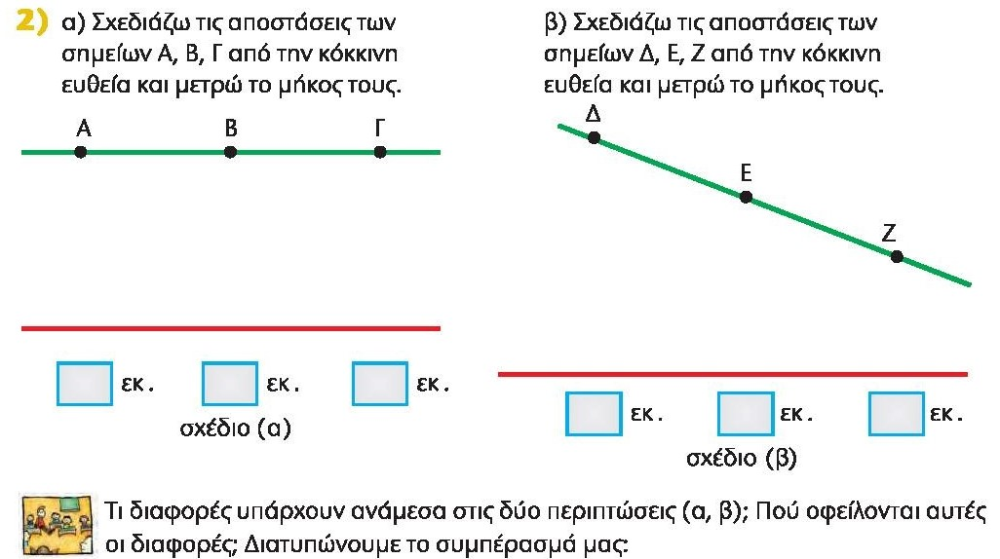 2) α) Σχεδιάζω τις αποστάσεις των
σημείων Α, Β, Γ από την κόκκινη
ευθεία και μετρώ το μήκος τους.
Α Β Γ
εκ. εκ. εκ.
σχέδιο (α)
β) Σχεδιάζω τις αποστάσεις των
σημείων Δ, Ε, Ζ από την κόκκινη
ευθεία και μετρώ το μήκος τους.
Δ
Ε
Ζ
εκ. εκ. εκ.
σχέδιο (β)
Τι διαφορές υπάρχουν ανάμεσα στις δύο περιπτώσεις (α, β); Πού οφείλονται αυτές
οι διαφορές; Διατυπώνουμε το συμπέρασμά μας: